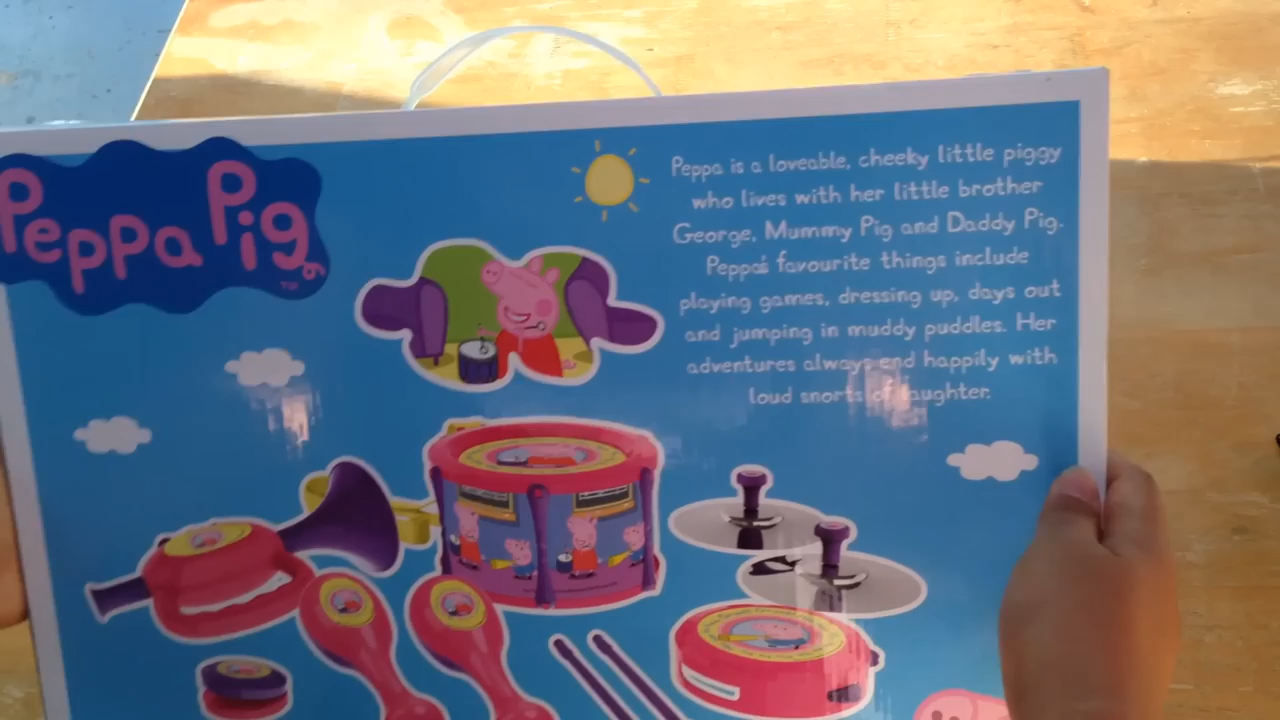 Peppa Pig
TM
Peppa is a loveable, cheeky little piggy
who lives with her little brother
George, Mummy Pig and Daddy Pig.
Peppa's favourite things include
playing games, dressing up, days out
and jumping in muddy puddles. Her
adventures always end happily with
loud snorts of laughter.